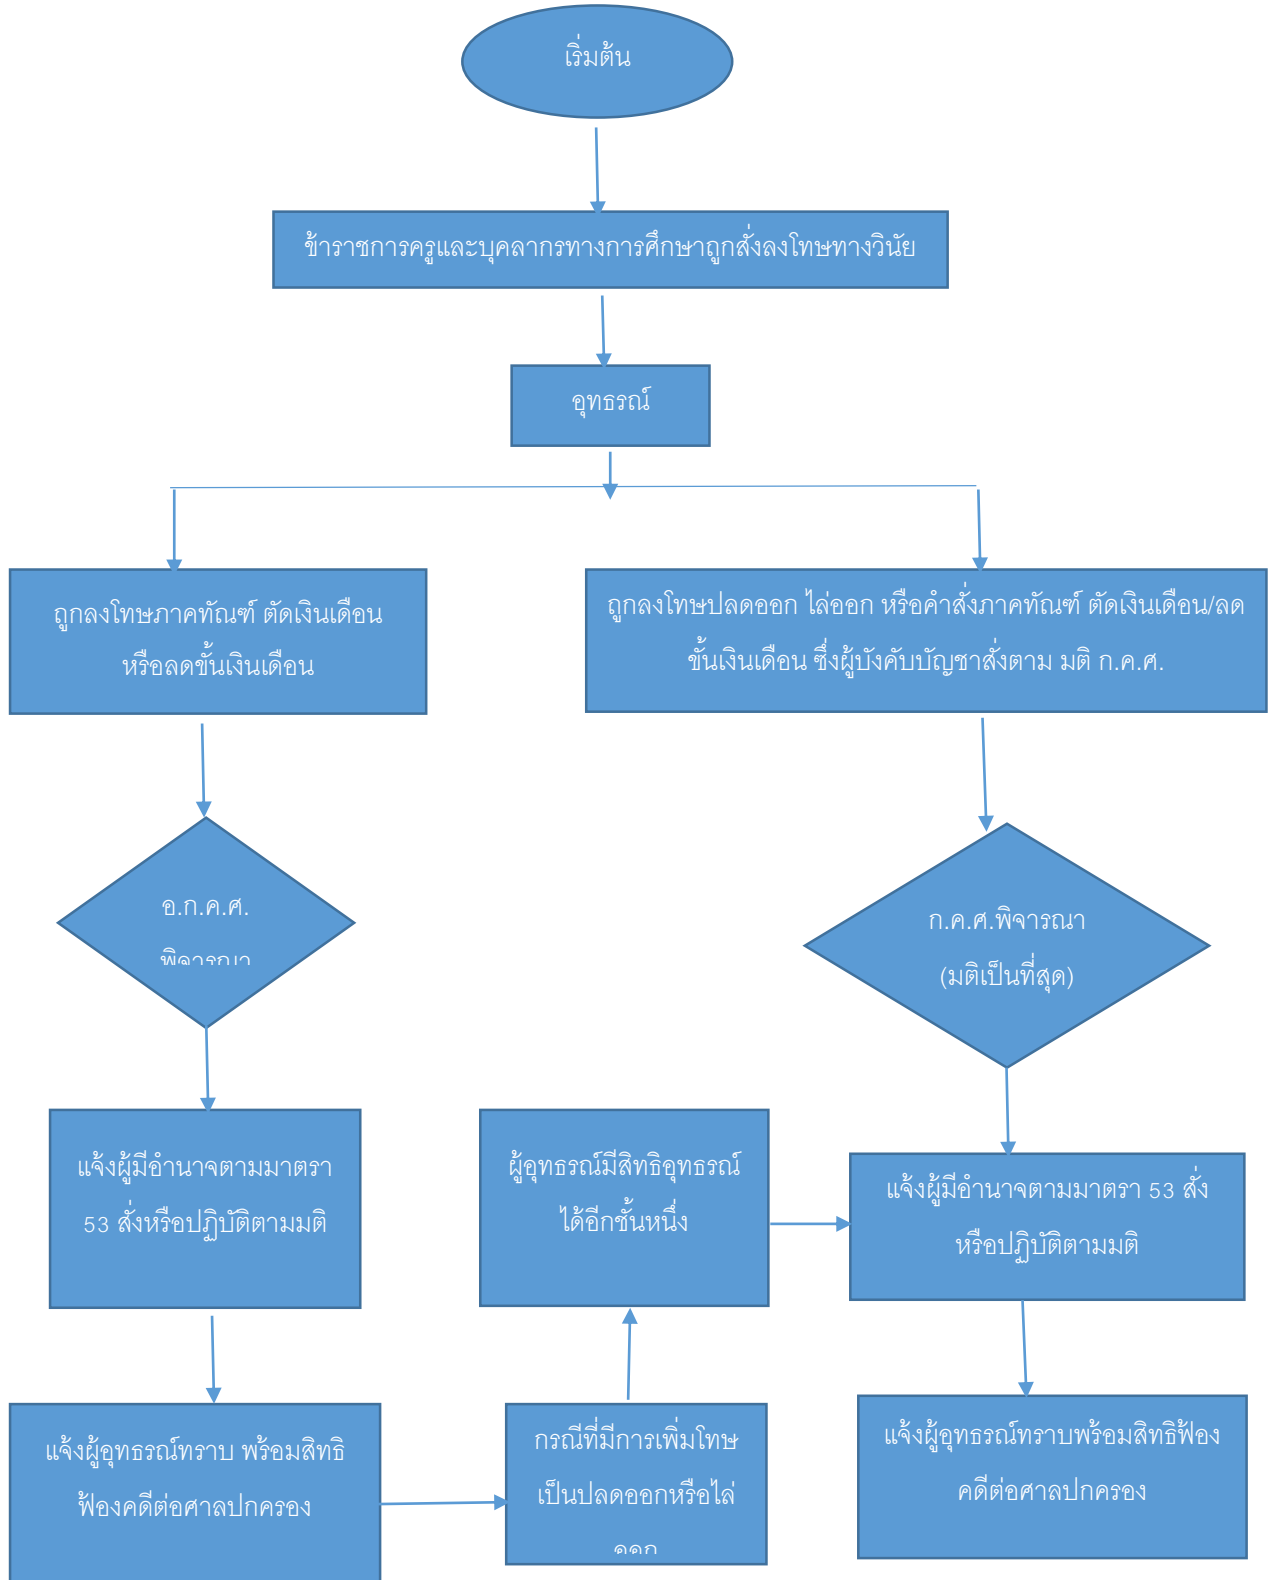 เริ่มต้น
ข้าราชการครูและบุคลากรทางการศึกษาถูกสั่งลงโทษทางวินัย
อุทธรณ์
ถูกลงโทษภาคทัณฑ์ ตัดเงินเดือน
หรือลดขั้นเงินเดือน
ถูกลงโทษปลดออก ไล่ออก หรือคำสั่งภาคทัณฑ์ ตัดเงินเดือน/ลด
ขั้นเงินเดือน ซึ่งผู้บังคับบัญชาสั่งตาม มติ ก.ค.ศ.
อ.ก.ค.ศ.
พิจารณา
ก.ค.ศ.พิจารณา
(มติเป็นที่สุด)
แจ้งผู้มีอำนาจตามมาตรา
53 สั่งหรือปฏิบัติตามมติ
ผู้อุทธรณ์มีสิทธิอุทธรณ์
ได้อีกชั้นหนึ่ง
แจ้งผู้มีอำนาจตามมาตรา 53 สั่ง
หรือปฏิบัติตามมติ
แจ้งผู้อุทธรณ์ทราบ พร้อมสิทธิ
ฟ้องคดีต่อศาลปกครอง
กรณีที่มีการเพิ่มโทษ
เป็นปลดออกหรือไล่
ออก
แจ้งผู้อุทธรณ์ทราบพร้อมสิทธิฟ้อง
คดีต่อศาลปกครอง